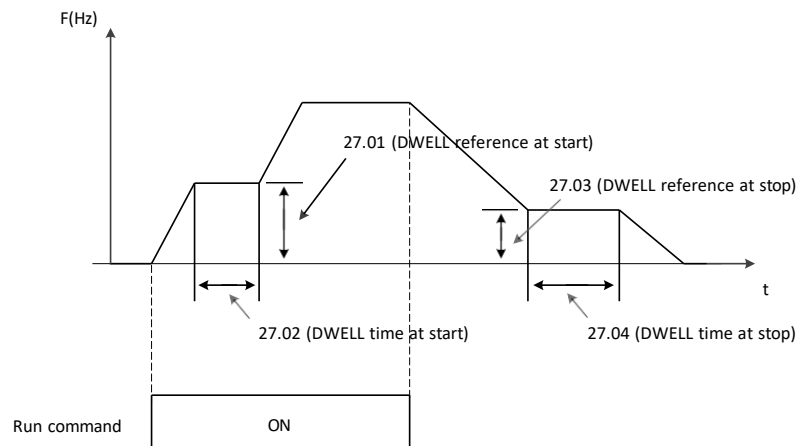 F(Hz)
27.01 (DWELL reference at start)
27.03 (DWELL reference at stop)
t
27.02 (DWELL time at start)
27.04 (DWELL time at stop)
Run command
ON